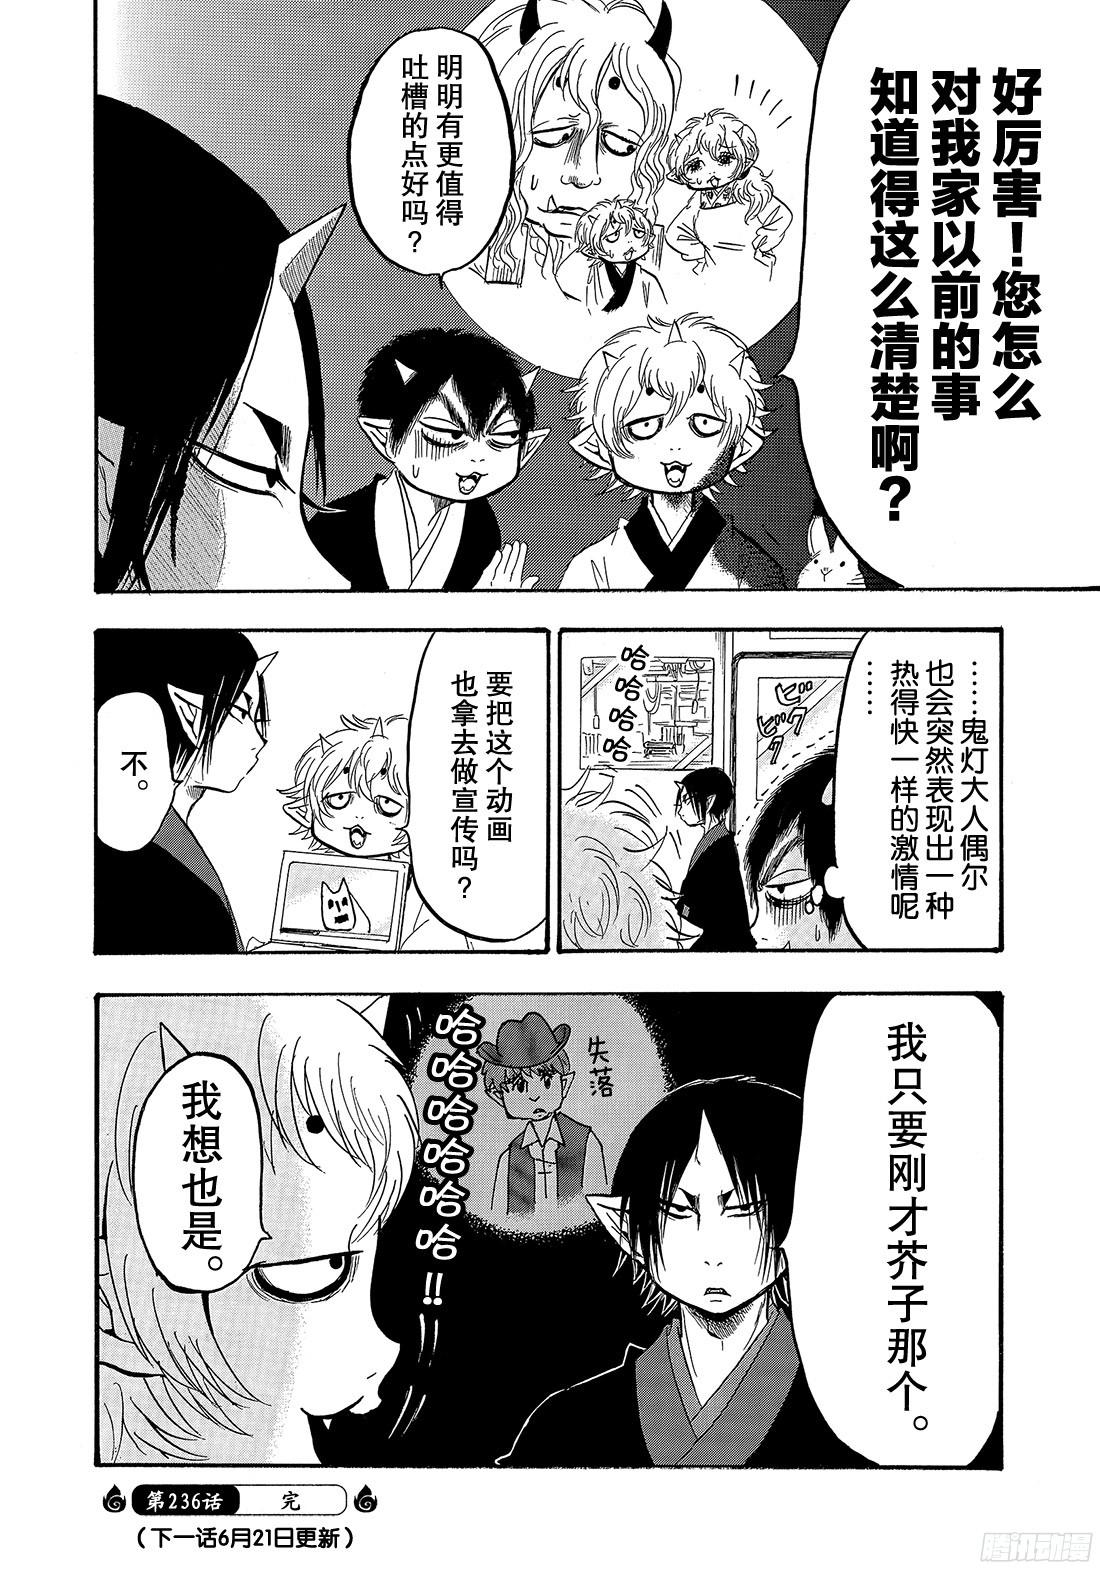 好厉害！您怎么
对我家以前的事
知道得这么清楚啊？
明明有更值得
吐槽的点好吗？
……鬼灯大人偶尔
也会突然表现出一种
热得快一样的激情呢
……
ビクッ
ビクッ
哈哈哈哈
要把这个动画
也拿去做宣传吗？
不。
我只要刚才芥子那个。
失落
哈哈哈哈哈哈!!
我想也是。
第236话 完
（下一话6月21日更新）
腾讯动漫